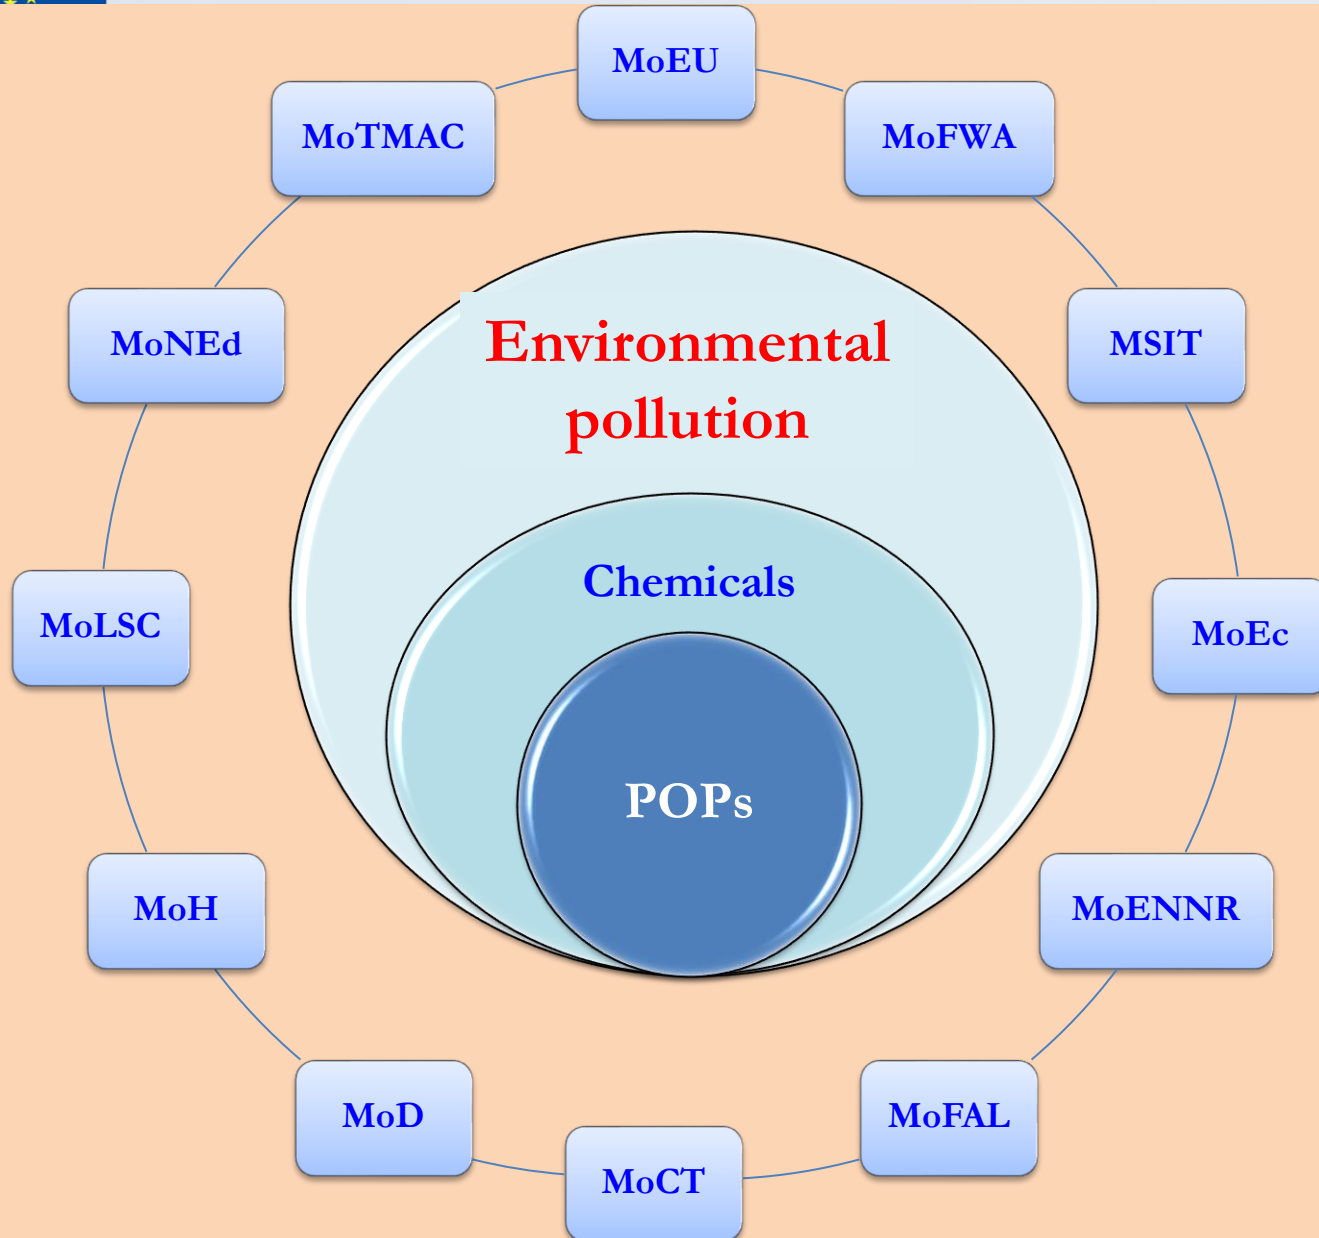 MoEU
MoTMAC
MoFWA
MoNEd
MSIT
Environmental
pollution
Chemicals
MoLSC
MoEc
POPs
MoH
MoENNR
MoD
MoFAL
MoCT